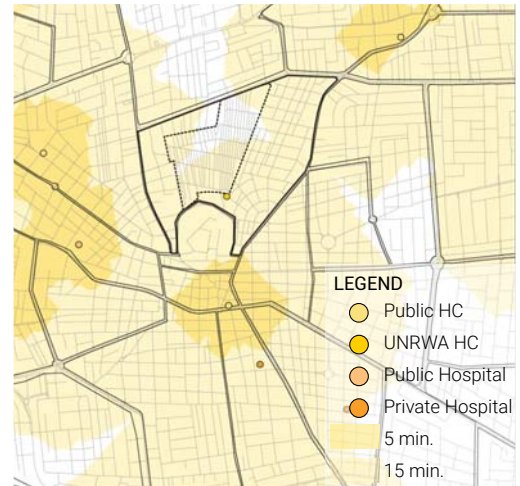 LEGEND
Public HC
UNRWA HC
Public Hospital
Private Hospital
5 min.
15 min.